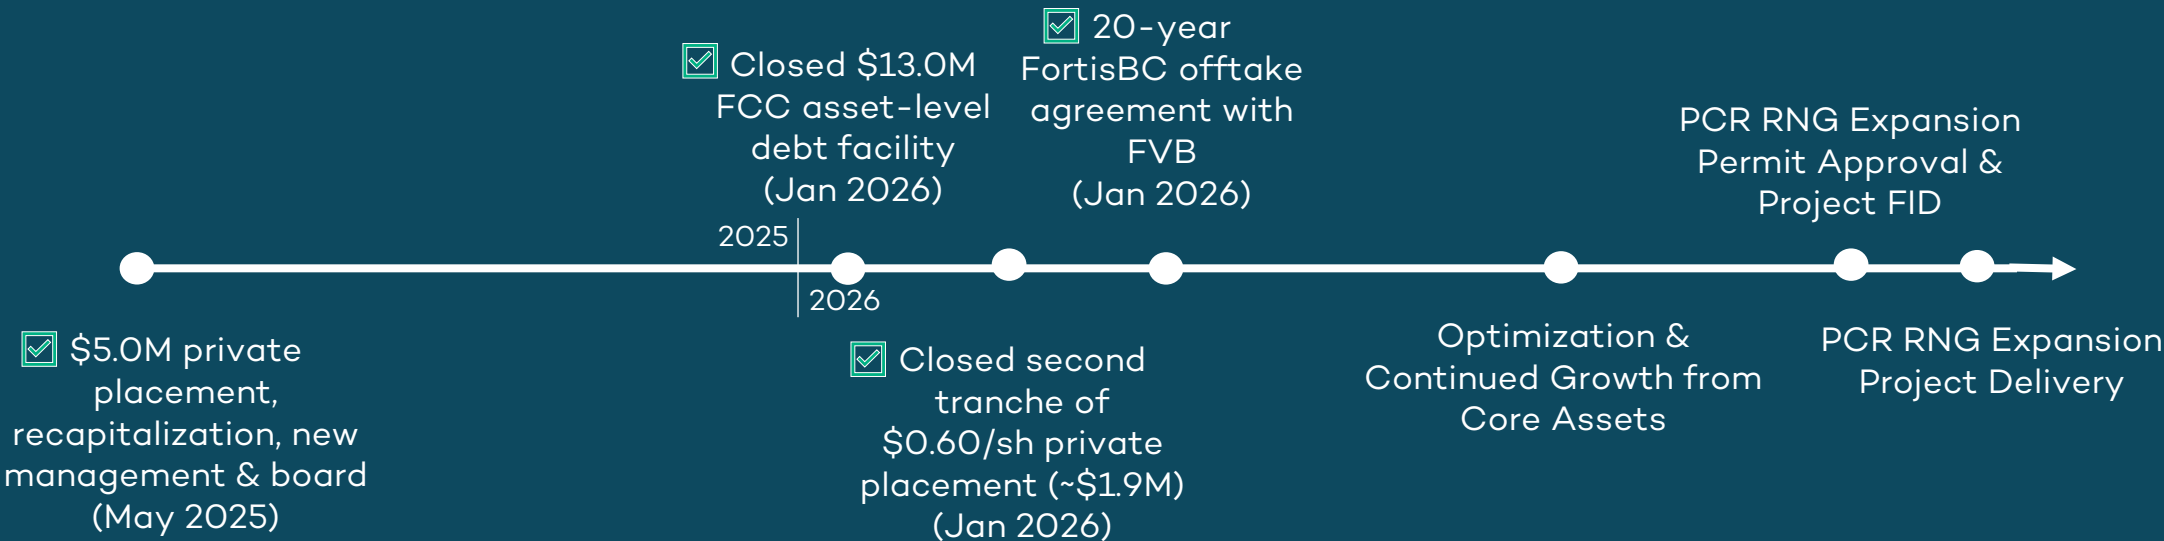 $5.0M private
placement,
recapitalization, new
management & board
(May 2025)
2025
2026
Closed $13.0M
FCC asset-level
debt facility
(Jan 2026)
Closed second
tranche of
$0.60/sh private
placement (~$1.9M)
(Jan 2026)
20-year
FortisBC offtake
agreement with
FVB
(Jan 2026)
Optimization &
Continued Growth from
Core Assets
PCR RNG Expansion
Permit Approval &
Project FID
PCR RNG Expansion
Project Delivery